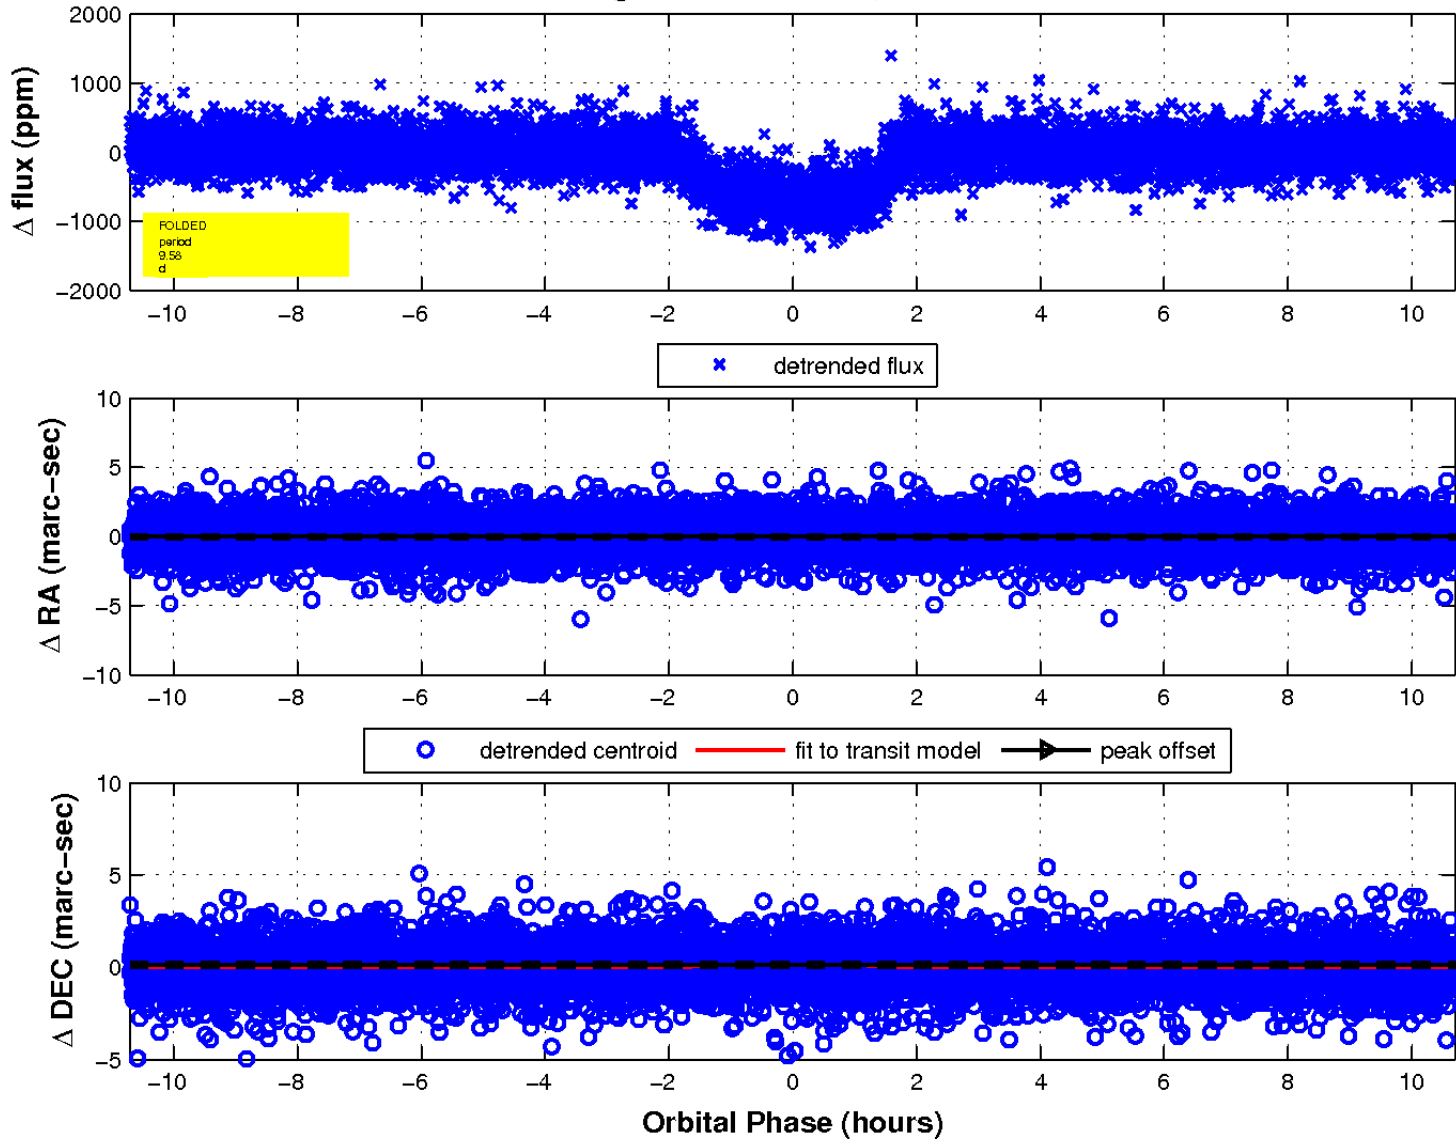 2000
1000
0
−1000
−2000
Δ flux (ppm)
FOLDED
period
9.58
d
−10 −8 −6 −4 −2 0 2 4 6 8 10
detrended flux
10
5
0
−5
−10
Δ RA (marc−sec)
−10 −8 −6 −4 −2 0 2 4 6 8 10
detrended centroid fit to transit model peak offset
10
5
0
−5
Δ DEC (marc−sec)
−10 −8 −6 −4 −2 0 2 4 6 8 10
Orbital Phase (hours)